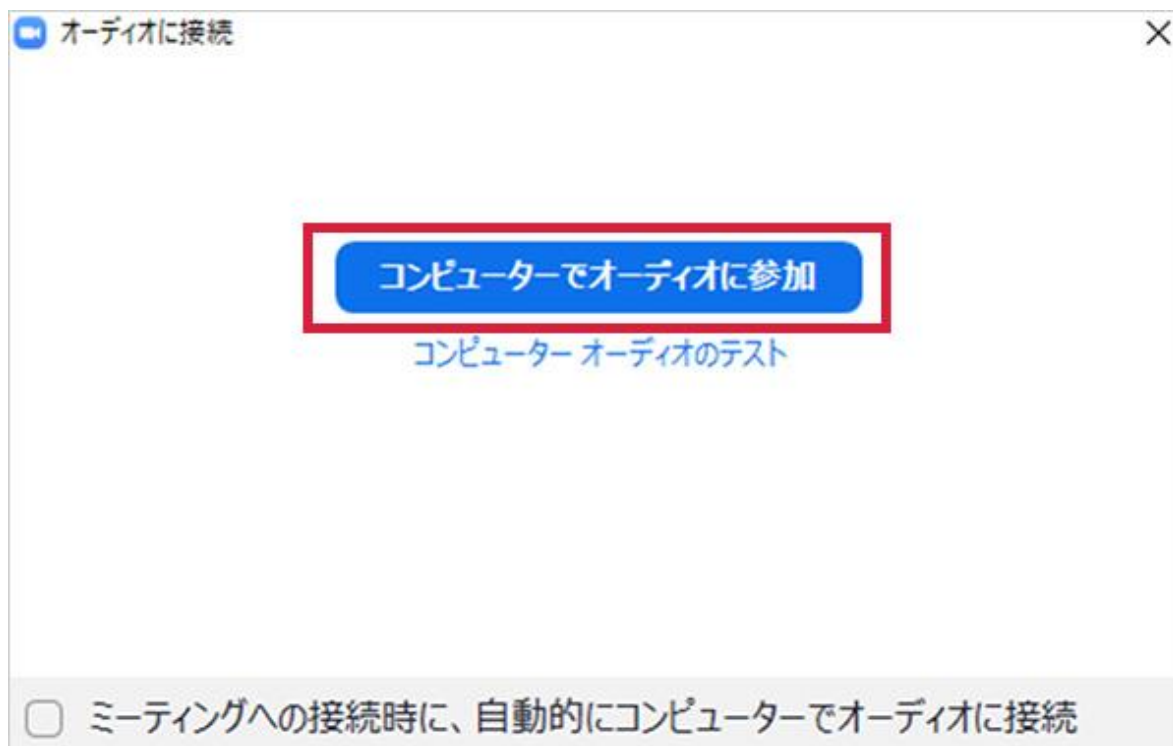 オーディオに接続
コンピューターでオーディオに参加
コンピューター オーディオのテスト
ミーティングへの接続時に、自動的にコンピューターでオーディオに接続